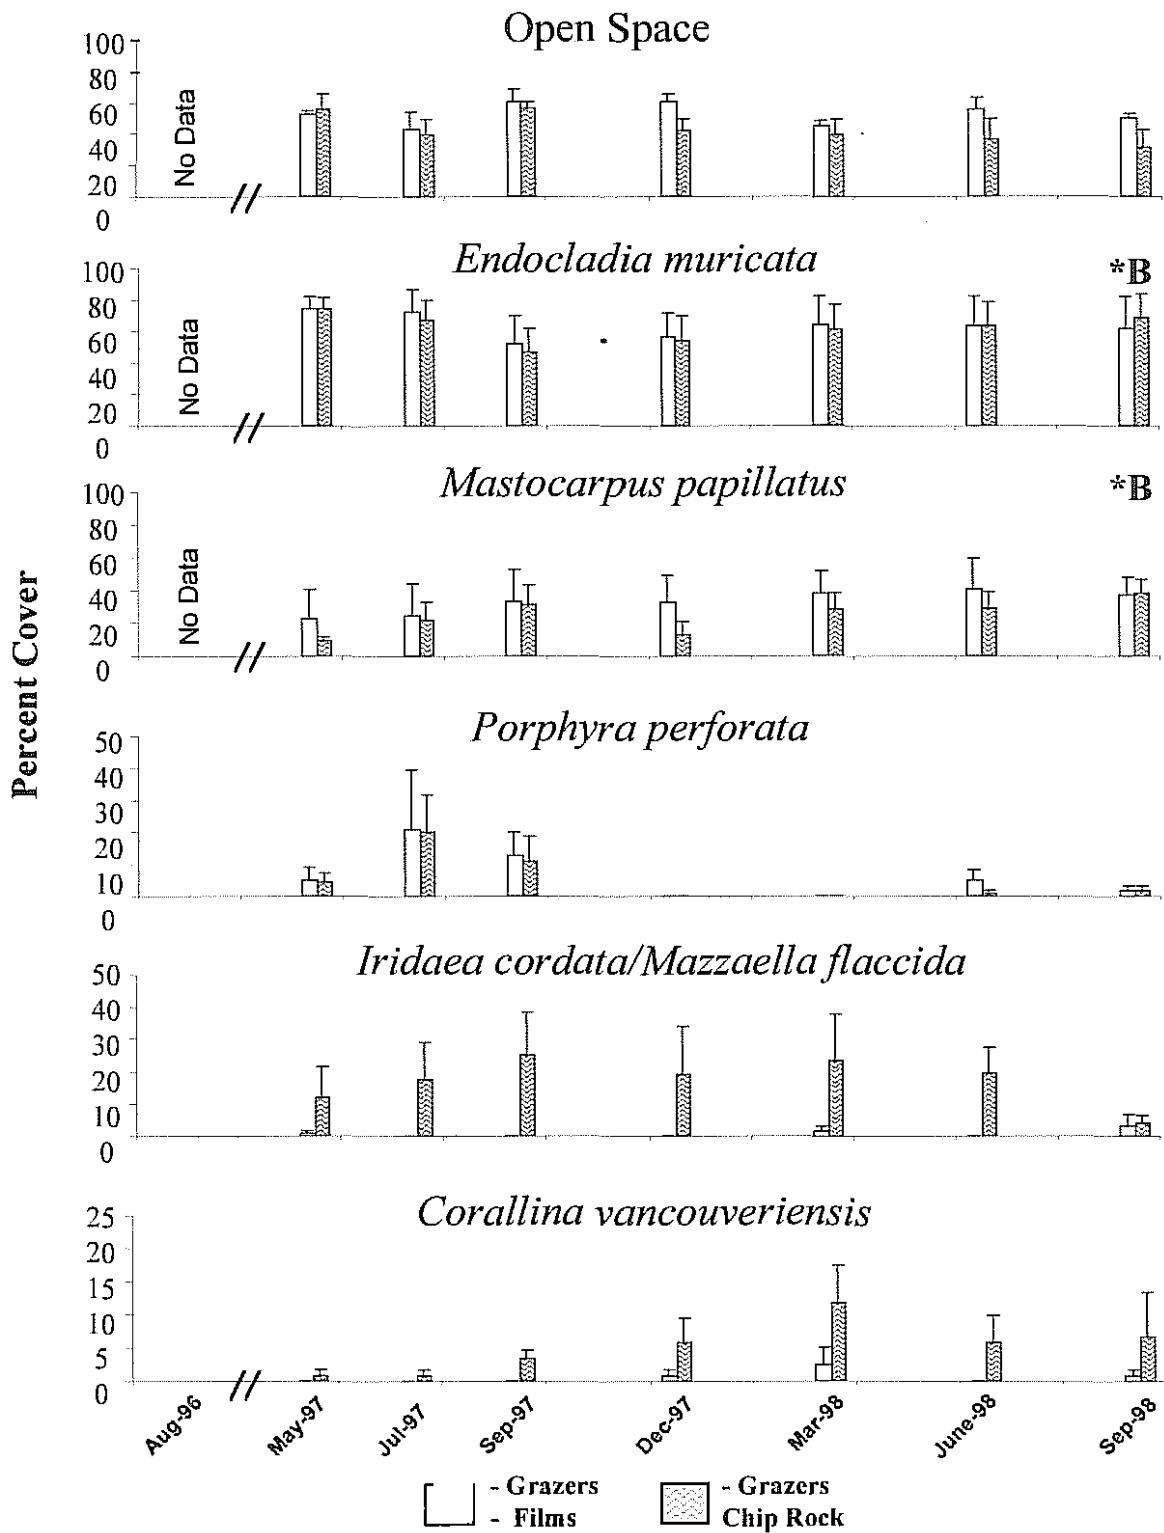 Open Space
100
80
60
40
20
0
No Data
Endocladia muricata
*B
100
80
60
40
20
0
No Data
Mastocarpus papillatus
*B
100
80
60
40
20
0
No Data
Percent Cover
Porphyra perforata
50
40
30
20
10
0
Iridaea cordata/Mazzaella flaccida
50
40
30
20
10
0
Corallina vancouveriensis
25
20
15
10
5
0
Aug-96
May-97
Jul-97
Sep-97
Dec-97
Mar-98
June-98
Sep-98
- Grazers
- Films
- Grazers
Chip Rock